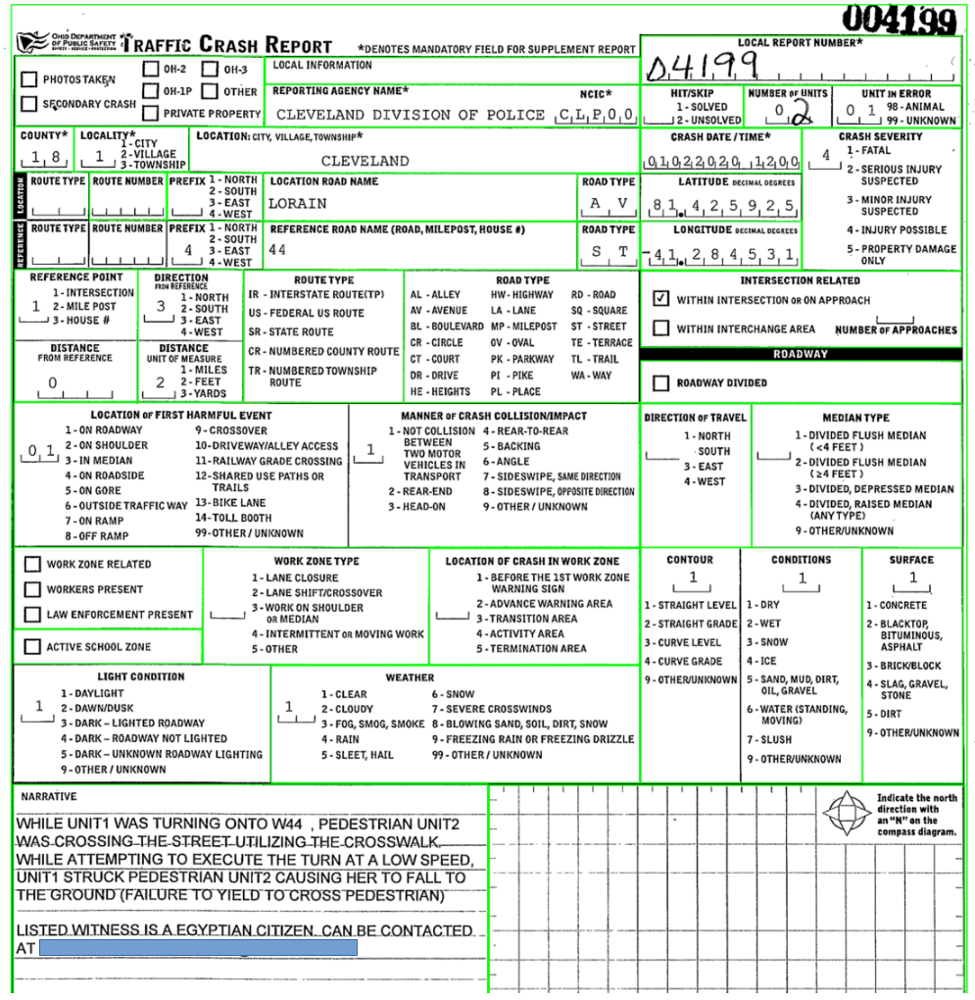 004199
OHIO DEPARTMENT OF PUBLIC SAFETY
SAFETY · SERVICE · PROTECTION
TRAFFIC CRASH REPORT
*DENOTES MANDATORY FIELD FOR SUPPLEMENT REPORT
LOCAL REPORT NUMBER*
04199
PHOTOS TAKEN
SECONDARY CRASH
OH-2
OH-3
OH-1P
OTHER
PRIVATE PROPERTY
LOCAL INFORMATION
REPORTING AGENCY NAME*
NCIC*
CLEVELAND DIVISION OF POLICE
CLP00
HIT/SKIP
1 - SOLVED
2 - UNSOLVED
NUMBER OF UNITS
02
UNIT IN ERROR
01
98 - ANIMAL
99 - UNKNOWN
COUNTY*
18
LOCALITY*
1
1 - CITY
2 - VILLAGE
3 - TOWNSHIP
LOCATION: CITY, VILLAGE, TOWNSHIP*
CLEVELAND
CRASH DATE / TIME*
01022020 1200
CRASH SEVERITY
4
1 - FATAL
2 - SERIOUS INJURY SUSPECTED
3 - MINOR INJURY SUSPECTED
4 - INJURY POSSIBLE
5 - PROPERTY DAMAGE ONLY
LOCATION
ROUTE TYPE
ROUTE NUMBER
PREFIX
1 - NORTH
2 - SOUTH
3 - EAST
4 - WEST
LOCATION ROAD NAME
LORAIN
ROAD TYPE
A V
LATITUDE DECIMAL DEGREES
81.425925
REFERENCE
ROUTE TYPE
ROUTE NUMBER
PREFIX
4
1 - NORTH
2 - SOUTH
3 - EAST
4 - WEST
REFERENCE ROAD NAME (ROAD, MILEPOST, HOUSE #)
44
ROAD TYPE
S T
LONGITUDE DECIMAL DEGREES
-41.284531
REFERENCE POINT
1
1 - INTERSECTION
2 - MILE POST
3 - HOUSE #
DIRECTION
FROM REFERENCE
3
1 - NORTH
2 - SOUTH
3 - EAST
4 - WEST
DISTANCE
FROM REFERENCE
0
DISTANCE
UNIT OF MEASURE
2
1 - MILES
2 - FEET
3 - YARDS
ROUTE TYPE
IR - INTERSTATE ROUTE(TP)
US - FEDERAL US ROUTE
SR - STATE ROUTE
CR - NUMBERED COUNTY ROUTE
TR - NUMBERED TOWNSHIP ROUTE
ROAD TYPE
AL - ALLEY
AV - AVENUE
BL - BOULEVARD
CR - CIRCLE
CT - COURT
DR - DRIVE
HE - HEIGHTS
HW - HIGHWAY
LA - LANE
MP - MILEPOST
OV - OVAL
PK - PARKWAY
PI - PIKE
PL - PLACE
RD - ROAD
SQ - SQUARE
ST - STREET
TE - TERRACE
TL - TRAIL
WA - WAY
INTERSECTION RELATED
WITHIN INTERSECTION OR ON APPROACH
WITHIN INTERCHANGE AREA
NUMBER OF APPROACHES
ROADWAY
ROADWAY DIVIDED
LOCATION OF FIRST HARMFUL EVENT
01
1 - ON ROADWAY
2 - ON SHOULDER
3 - IN MEDIAN
4 - ON ROADSIDE
5 - ON GORE
6 - OUTSIDE TRAFFIC WAY
7 - ON RAMP
8 - OFF RAMP
9 - CROSSOVER
10 - DRIVEWAY/ALLEY ACCESS
11 - RAILWAY GRADE CROSSING
12 - SHARED USE PATHS OR TRAILS
13 - BIKE LANE
14 - TOLL BOOTH
99 - OTHER / UNKNOWN
MANNER OF CRASH COLLISION/IMPACT
1
1 - NOT COLLISION BETWEEN TWO MOTOR VEHICLES IN TRANSPORT
2 - REAR-END
3 - HEAD-ON
4 - REAR-TO-REAR
5 - BACKING
6 - ANGLE
7 - SIDESWIPE, SAME DIRECTION
8 - SIDESWIPE, OPPOSITE DIRECTION
9 - OTHER / UNKNOWN
DIRECTION OF TRAVEL
1 - NORTH
SOUTH
3 - EAST
4 - WEST
MEDIAN TYPE
1 - DIVIDED FLUSH MEDIAN (<4 FEET)
2 - DIVIDED FLUSH MEDIAN (≥4 FEET)
3 - DIVIDED, DEPRESSED MEDIAN
4 - DIVIDED, RAISED MEDIAN (ANY TYPE)
9 - OTHER/UNKNOWN
WORK ZONE RELATED
WORKERS PRESENT
LAW ENFORCEMENT PRESENT
ACTIVE SCHOOL ZONE
WORK ZONE TYPE
1 - LANE CLOSURE
2 - LANE SHIFT/CROSSOVER
3 - WORK ON SHOULDER OR MEDIAN
4 - INTERMITTENT OR MOVING WORK
5 - OTHER
LOCATION OF CRASH IN WORK ZONE
1 - BEFORE THE 1ST WORK ZONE WARNING SIGN
2 - ADVANCE WARNING AREA
3 - TRANSITION AREA
4 - ACTIVITY AREA
5 - TERMINATION AREA
CONTOUR
1
1 - STRAIGHT LEVEL
2 - STRAIGHT GRADE
3 - CURVE LEVEL
4 - CURVE GRADE
9 - OTHER/UNKNOWN
CONDITIONS
1
1 - DRY
2 - WET
3 - SNOW
4 - ICE
5 - SAND, MUD, DIRT, OIL, GRAVEL
6 - WATER (STANDING, MOVING)
7 - SLUSH
9 - OTHER/UNKNOWN
SURFACE
1
1 - CONCRETE
2 - BLACKTOP, BITUMINOUS, ASPHALT
3 - BRICK/BLOCK
4 - SLAG, GRAVEL, STONE
5 - DIRT
9 - OTHER/UNKNOWN
LIGHT CONDITION
1
1 - DAYLIGHT
2 - DAWN/DUSK
3 - DARK – LIGHTED ROADWAY
4 - DARK – ROADWAY NOT LIGHTED
5 - DARK – UNKNOWN ROADWAY LIGHTING
9 - OTHER / UNKNOWN
WEATHER
1
1 - CLEAR
2 - CLOUDY
3 - FOG, SMOG, SMOKE
4 - RAIN
5 - SLEET, HAIL
6 - SNOW
7 - SEVERE CROSSWINDS
8 - BLOWING SAND, SOIL, DIRT, SNOW
9 - FREEZING RAIN OR FREEZING DRIZZLE
99 - OTHER / UNKNOWN
NARRATIVE
WHILE UNIT1 WAS TURNING ONTO W44 , PEDESTRIAN UNIT2
WAS CROSSING THE STREET UTILIZING THE CROSSWALK.
WHILE ATTEMPTING TO EXECUTE THE TURN AT A LOW SPEED,
UNIT1 STRUCK PEDESTRIAN UNIT2 CAUSING HER TO FALL TO
THE GROUND (FAILURE TO YIELD TO CROSS PEDESTRIAN)
LISTED WITNESS IS A EGYPTIAN CITIZEN. CAN BE CONTACTED
AT
Indicate the north
direction with
an "N" on the
compass diagram.